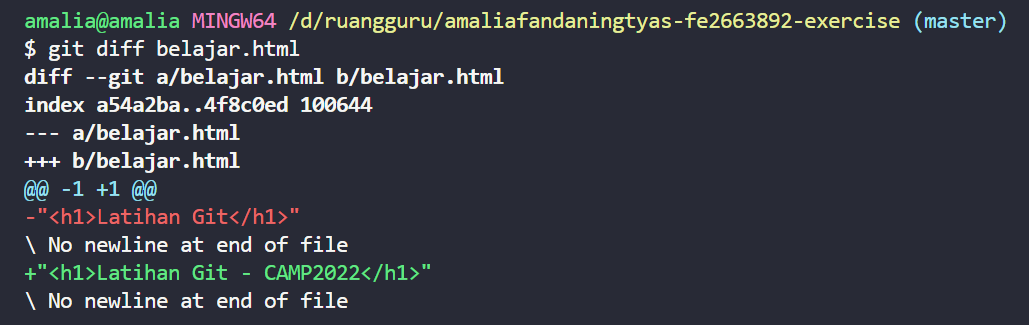 amalia@amalia MINGW64 /d/ruangguru/amaliafandaningtyas-fe2663892-exercise (master)
$ git diff belajar.html
diff --git a/belajar.html b/belajar.html
index a54a2ba..4f8c0ed 100644
--- a/belajar.html
+++ b/belajar.html
@@ -1 +1 @@
-"<h1>Latihan Git</h1>"
\ No newline at end of file
+"<h1>Latihan Git - CAMP2022</h1>"
\ No newline at end of file